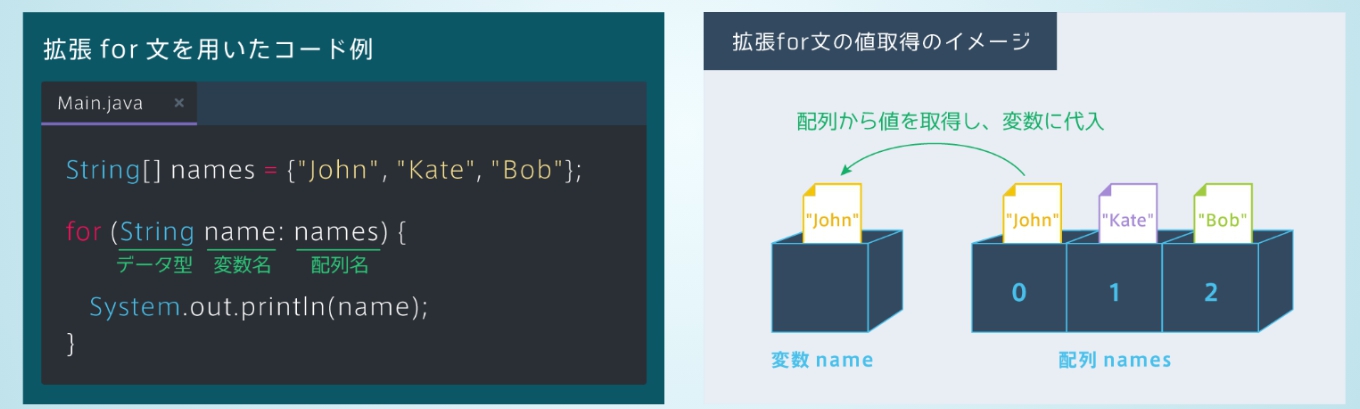 拡張 for 文を用いたコード例
Main.java ×
String[] names = {"John", "Kate", "Bob"};
for (String name: names) {
データ型 変数名 配列名
System.out.println(name);
}
拡張for文の値取得のイメージ
配列から値を取得し、変数に代入
"John" "John" "Kate" "Bob"
0 1 2
変数 name 配列 names